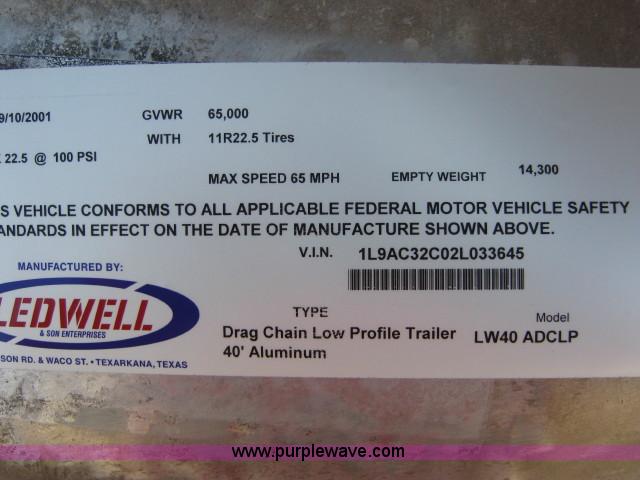 9/10/2001 GVWR 65,000
WITH 11R22.5 Tires
22.5 @ 100 PSI
MAX SPEED 65 MPH EMPTY WEIGHT 14,300
S VEHICLE CONFORMS TO ALL APPLICABLE FEDERAL MOTOR VEHICLE SAFETY
ANDARDS IN EFFECT ON THE DATE OF MANUFACTURE SHOWN ABOVE.
V.I.N. 1L9AC32C02L033645
MANUFACTURED BY:
LEDWELL
& SON ENTERPRISES
SON RD. & WACO ST. • TEXARKANA, TEXAS
TYPE
Drag Chain Low Profile Trailer
40' Aluminum
Model
LW40 ADCLP
www.purplewave.com